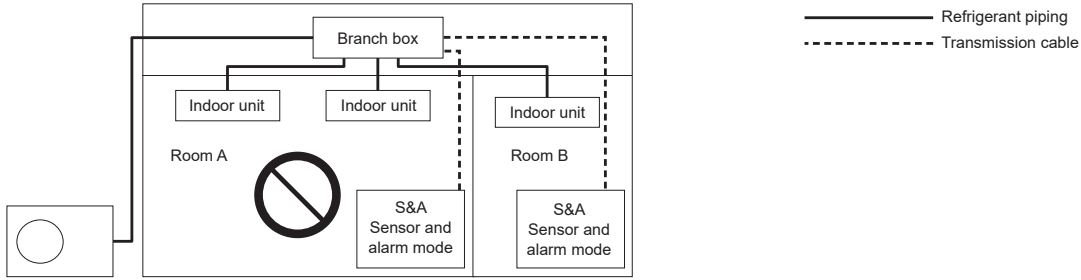 Refrigerant piping
Transmission cable
Branch box
Indoor unit
Indoor unit
Indoor unit
Room A
Room B
S&A
Sensor and
alarm mode
S&A
Sensor and
alarm mode